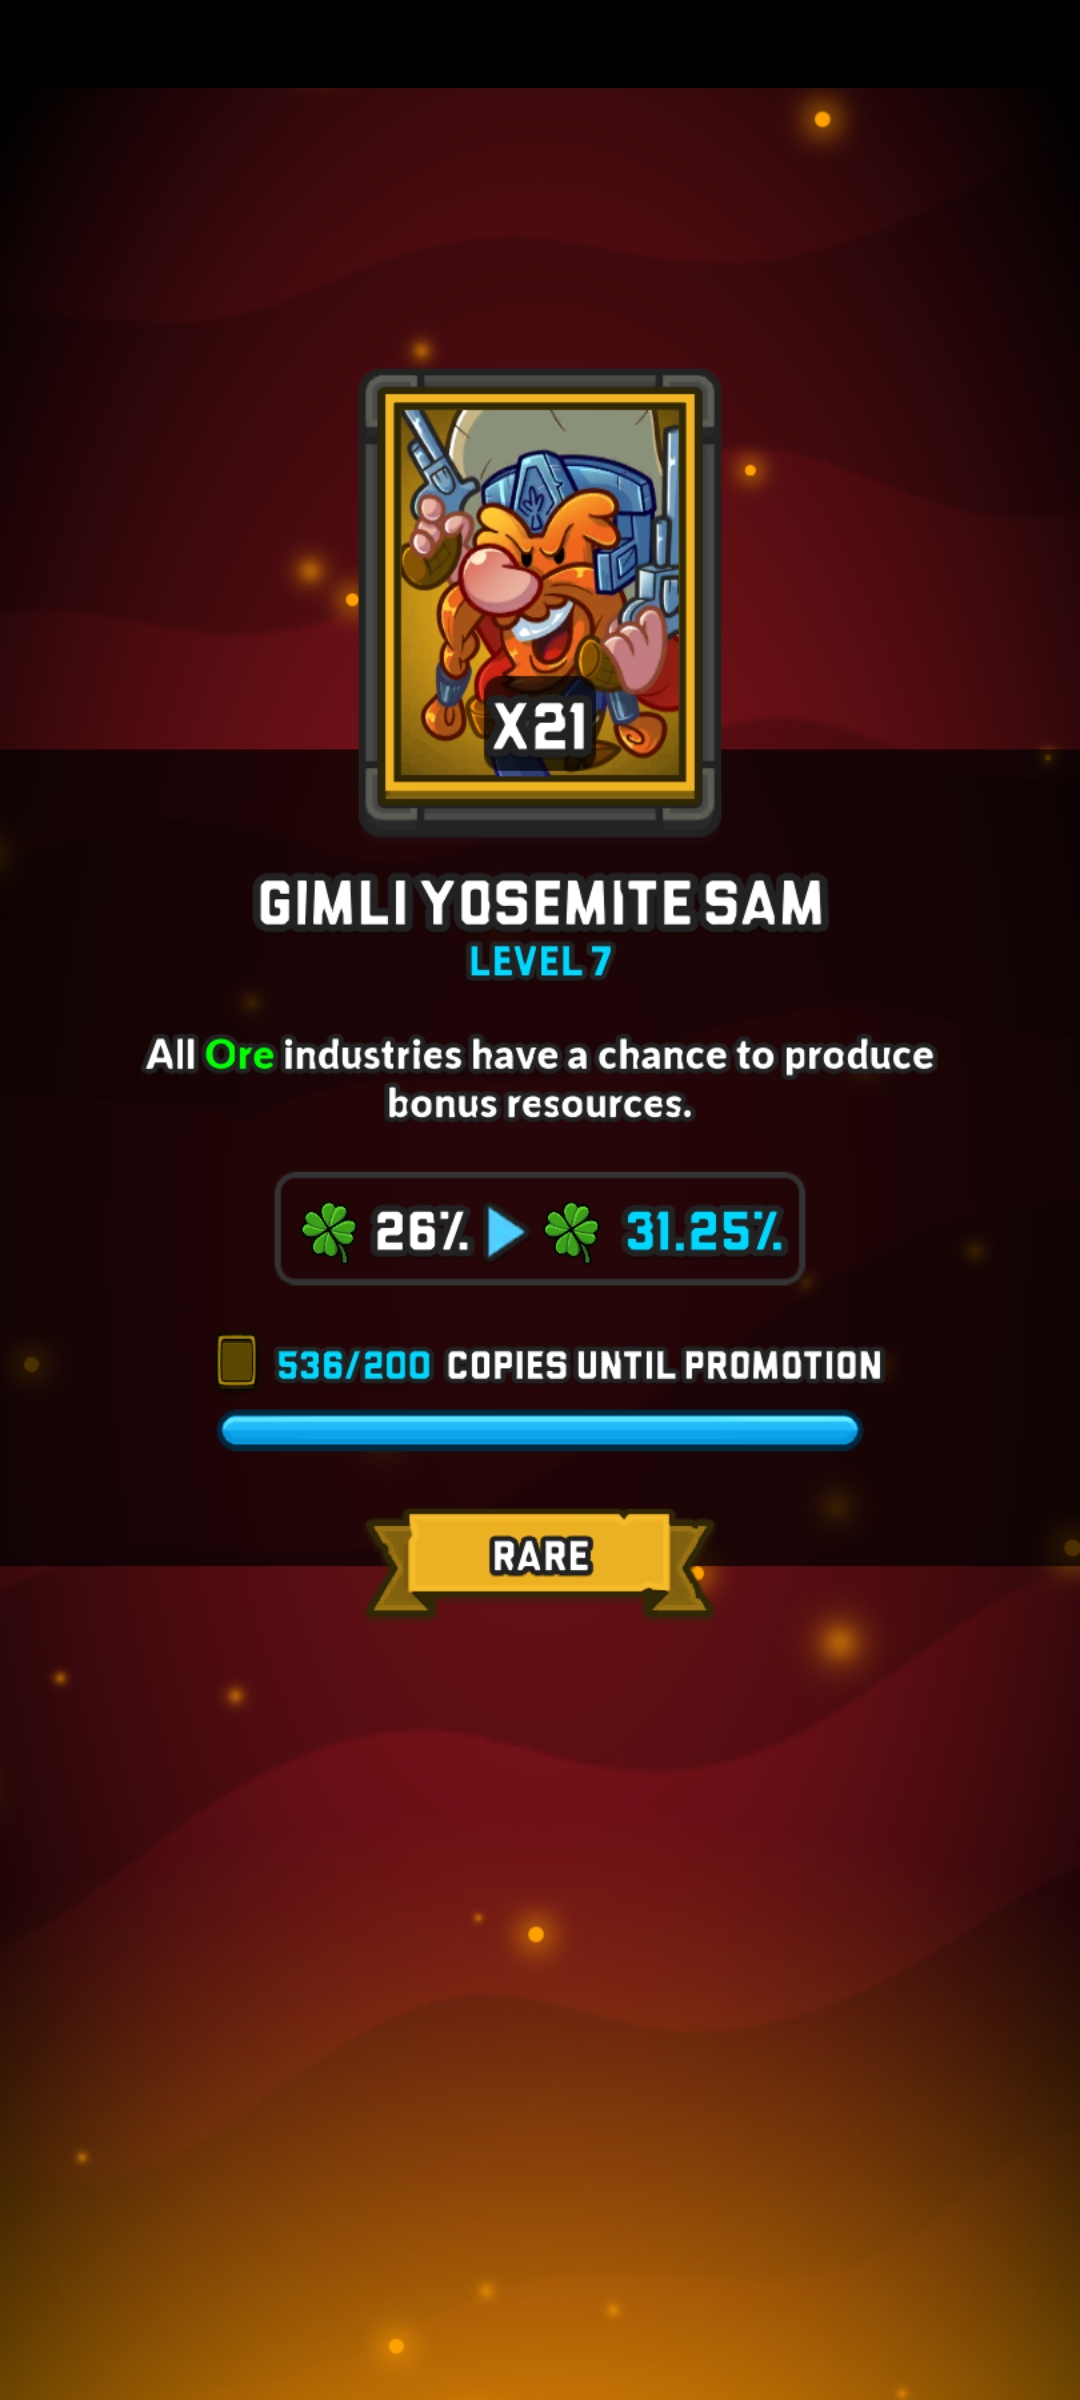 X21
GIMLI YOSEMITE SAM
LEVEL 7
All Ore industries have a chance to produce
bonus resources.
26% 31.25%
536/200 COPIES UNTIL PROMOTION
RARE